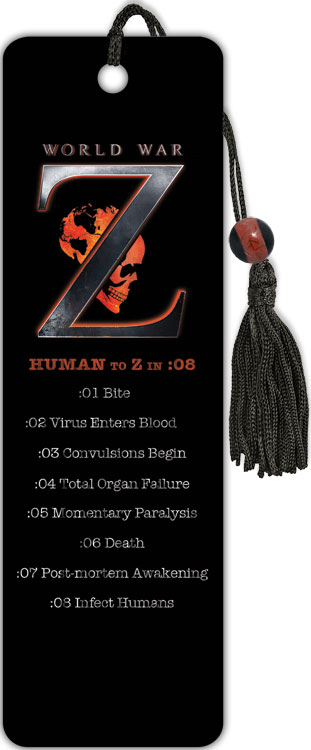 WORLD WAR
Z
HUMAN TO Z IN :08
:01 Bite
:02 Virus Enters Blood
:03 Convulsions Begin
:04 Total Organ Failure
:05 Momentary Paralysis
:06 Death
:07 Post-mortem Awakening
:08 Infect Humans